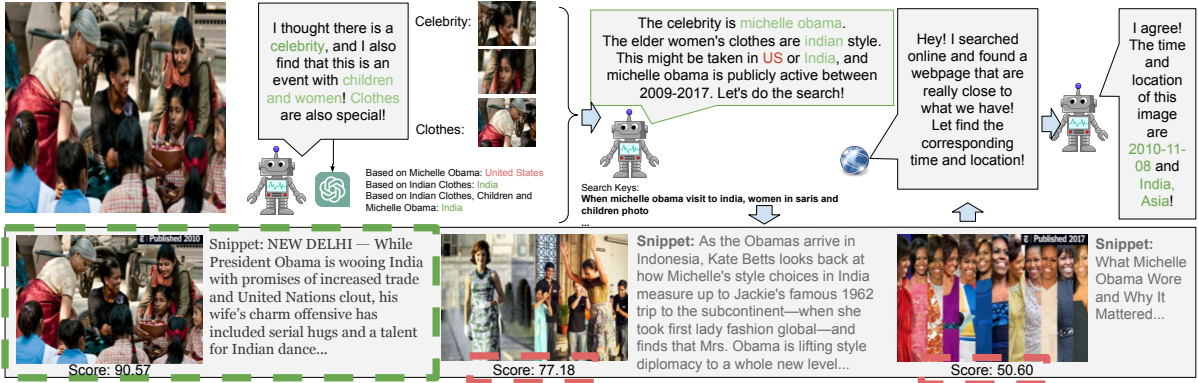 I thought there is a
celebrity, and I also
find that this is an
event with children
and women! Clothes
are also special!
Celebrity:
Clothes:
Based on Michelle Obama: United States
Based on Indian Clothes: India
Based on Indian Clothes, Children and
Michelle Obama: India
The celebrity is michelle obama.
The elder women's clothes are indian style.
This might be taken in US or India, and
michelle obama is publicly active between
2009-2017. Let's do the search!
Search Keys:
When michelle obama visit to india, women in saris and
children photo
...
Hey! I searched
online and found a
webpage that are
really close to
what we have!
Let find the
corresponding
time and location!
I agree!
The time
and
location
of this
image
are
2010-11-
08 and
India,
Asia!
Published 2010
Snippet: NEW DELHI — While
President Obama is wooing India
with promises of increased trade
and United Nations clout, his
wife's charm offensive has
included serial hugs and a talent
for Indian dance...
Score: 90.57
Snippet: As the Obamas arrive in
Indonesia, Kate Betts looks back at
how Michelle's style choices in India
measure up to Jackie's famous 1962
trip to the subcontinent—when she
took first lady fashion global—and
finds that Mrs. Obama is lifting style
diplomacy to a whole new level...
Score: 77.18
Published 2017
Snippet:
What Michelle
Obama Wore
and Why It
Mattered...
Score: 50.60